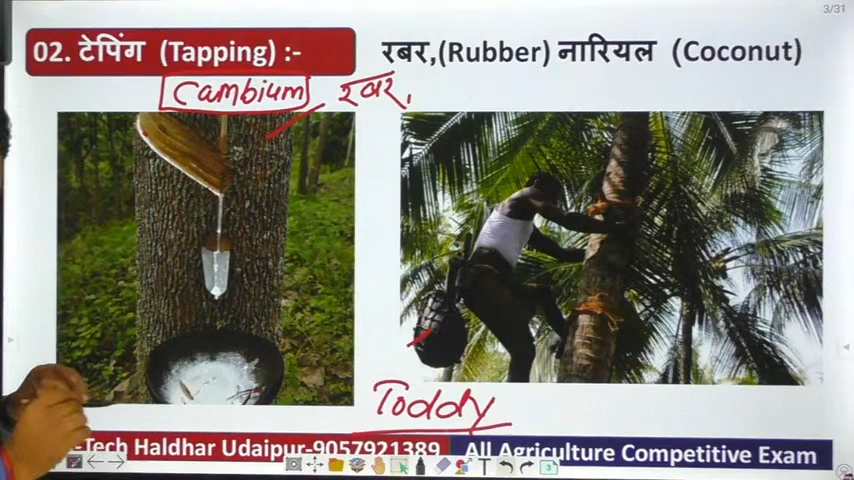 3/31
02. टेपिंग (Tapping) :-
रबर,(Rubber) नारियल (Coconut)
Cambium
रबर,
Toddy
-Tech Haldhar Udaipur-9057921389
All Agriculture Competitive Exam
T
3